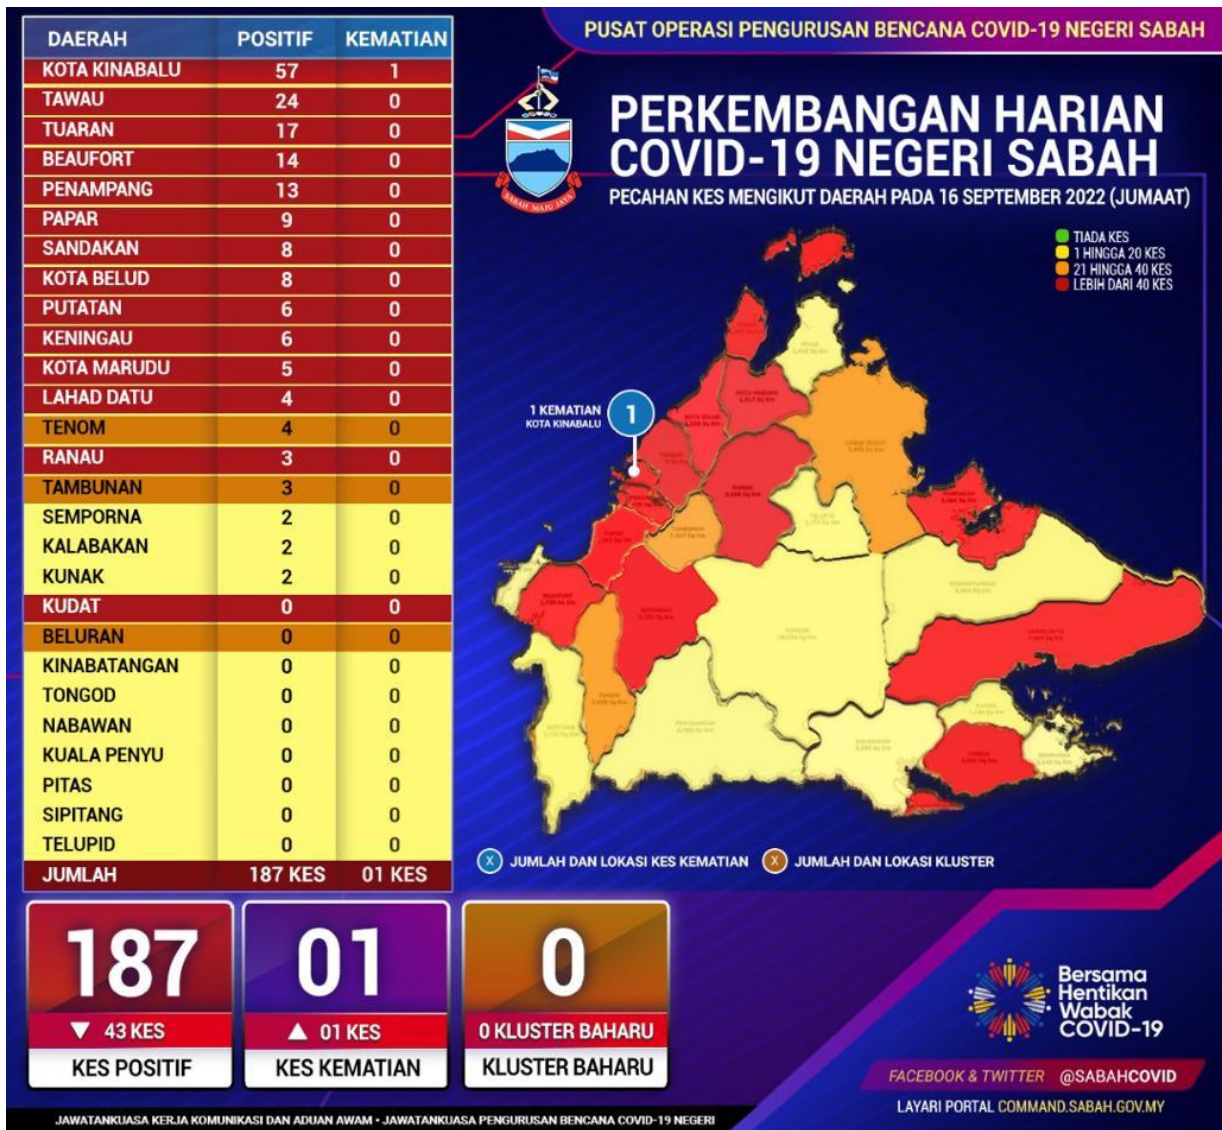 PUSAT OPERASI PENGURUSAN BENCANA COVID-19 NEGERI SABAH
PERKEMBANGAN HARIAN
COVID-19 NEGERI SABAH
PECAHAN KES MENGIKUT DAERAH PADA 16 SEPTEMBER 2022 (JUMAAT)
DAERAH POSITIF KEMATIAN
KOTA KINABALU 57 1
TAWAU 24 0
TUARAN 17 0
BEAUFORT 14 0
PENAMPANG 13 0
PAPAR 9 0
SANDAKAN 8 0
KOTA BELUD 8 0
PUTATAN 6 0
KENINGAU 6 0
KOTA MARUDU 5 0
LAHAD DATU 4 0
TENOM 4 0
RANAU 3 0
TAMBUNAN 3 0
SEMPORNA 2 0
KALABAKAN 2 0
KUNAK 2 0
KUDAT 0 0
BELURAN 0 0
KINABATANGAN 0 0
TONGOD 0 0
NABAWAN 0 0
KUALA PENYU 0 0
PITAS 0 0
SIPITANG 0 0
TELUPID 0 0
JUMLAH 187 KES 01 KES
SABAH MAJU JAYA
TIADA KES
1 HINGGA 20 KES
21 HINGGA 40 KES
LEBIH DARI 40 KES
1 KEMATIAN
KOTA KINABALU
1
X JUMLAH DAN LOKASI KES KEMATIAN
X JUMLAH DAN LOKASI KLUSTER
187
▼ 43 KES
KES POSITIF
01
▲ 01 KES
KES KEMATIAN
0
0 KLUSTER BAHARU
KLUSTER BAHARU
Bersama
Hentikan
Wabak
COVID-19
FACEBOOK & TWITTER @SABAHCOVID
LAYARI PORTAL COMMAND.SABAH.GOV.MY
JAWATANKUASA KERJA KOMUNIKASI DAN ADUAN AWAM • JAWATANKUASA PENGURUSAN BENCANA COVID-19 NEGERI